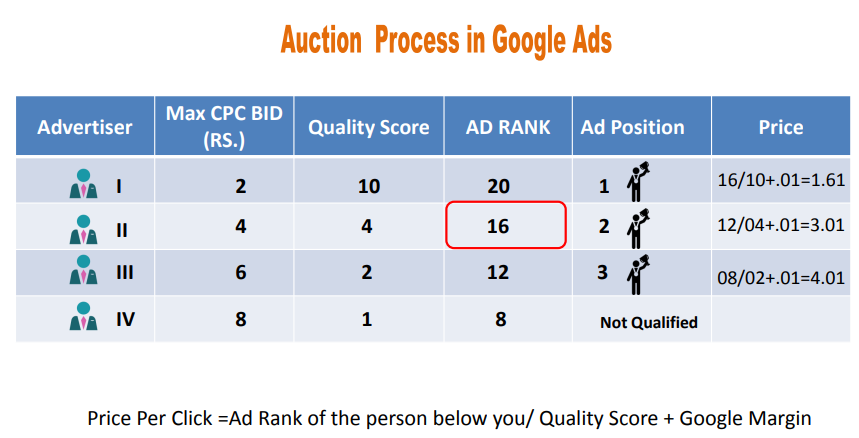 Auction Process in Google Ads
Advertiser Max CPC BID (RS.) Quality Score AD RANK Ad Position Price
I 2 10 20 1 16/10+.01=1.61
II 4 4 16 2 12/04+.01=3.01
III 6 2 12 3 08/02+.01=4.01
IV 8 1 8 Not Qualified
Price Per Click =Ad Rank of the person below you/ Quality Score + Google Margin